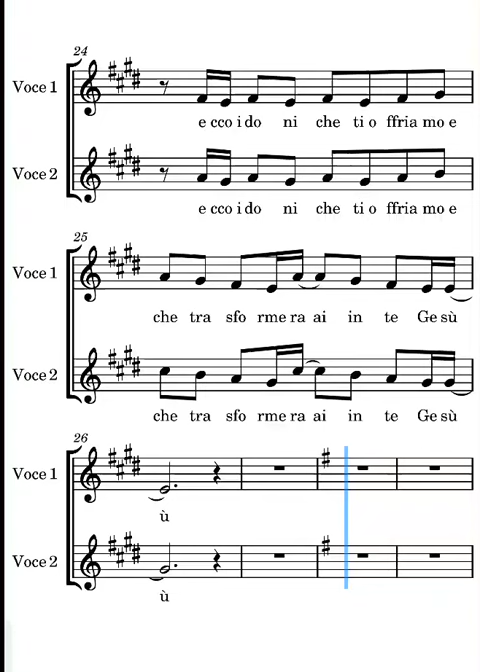 24
Voce 1
e cco i do ni che ti o ffria mo e
Voce 2
e cco i do ni che ti o ffria mo e
25
Voce 1
che tra sfo rme ra ai in te Ge sù
Voce 2
che tra sfo rme ra ai in te Ge sù
26
Voce 1
ù
Voce 2
ù